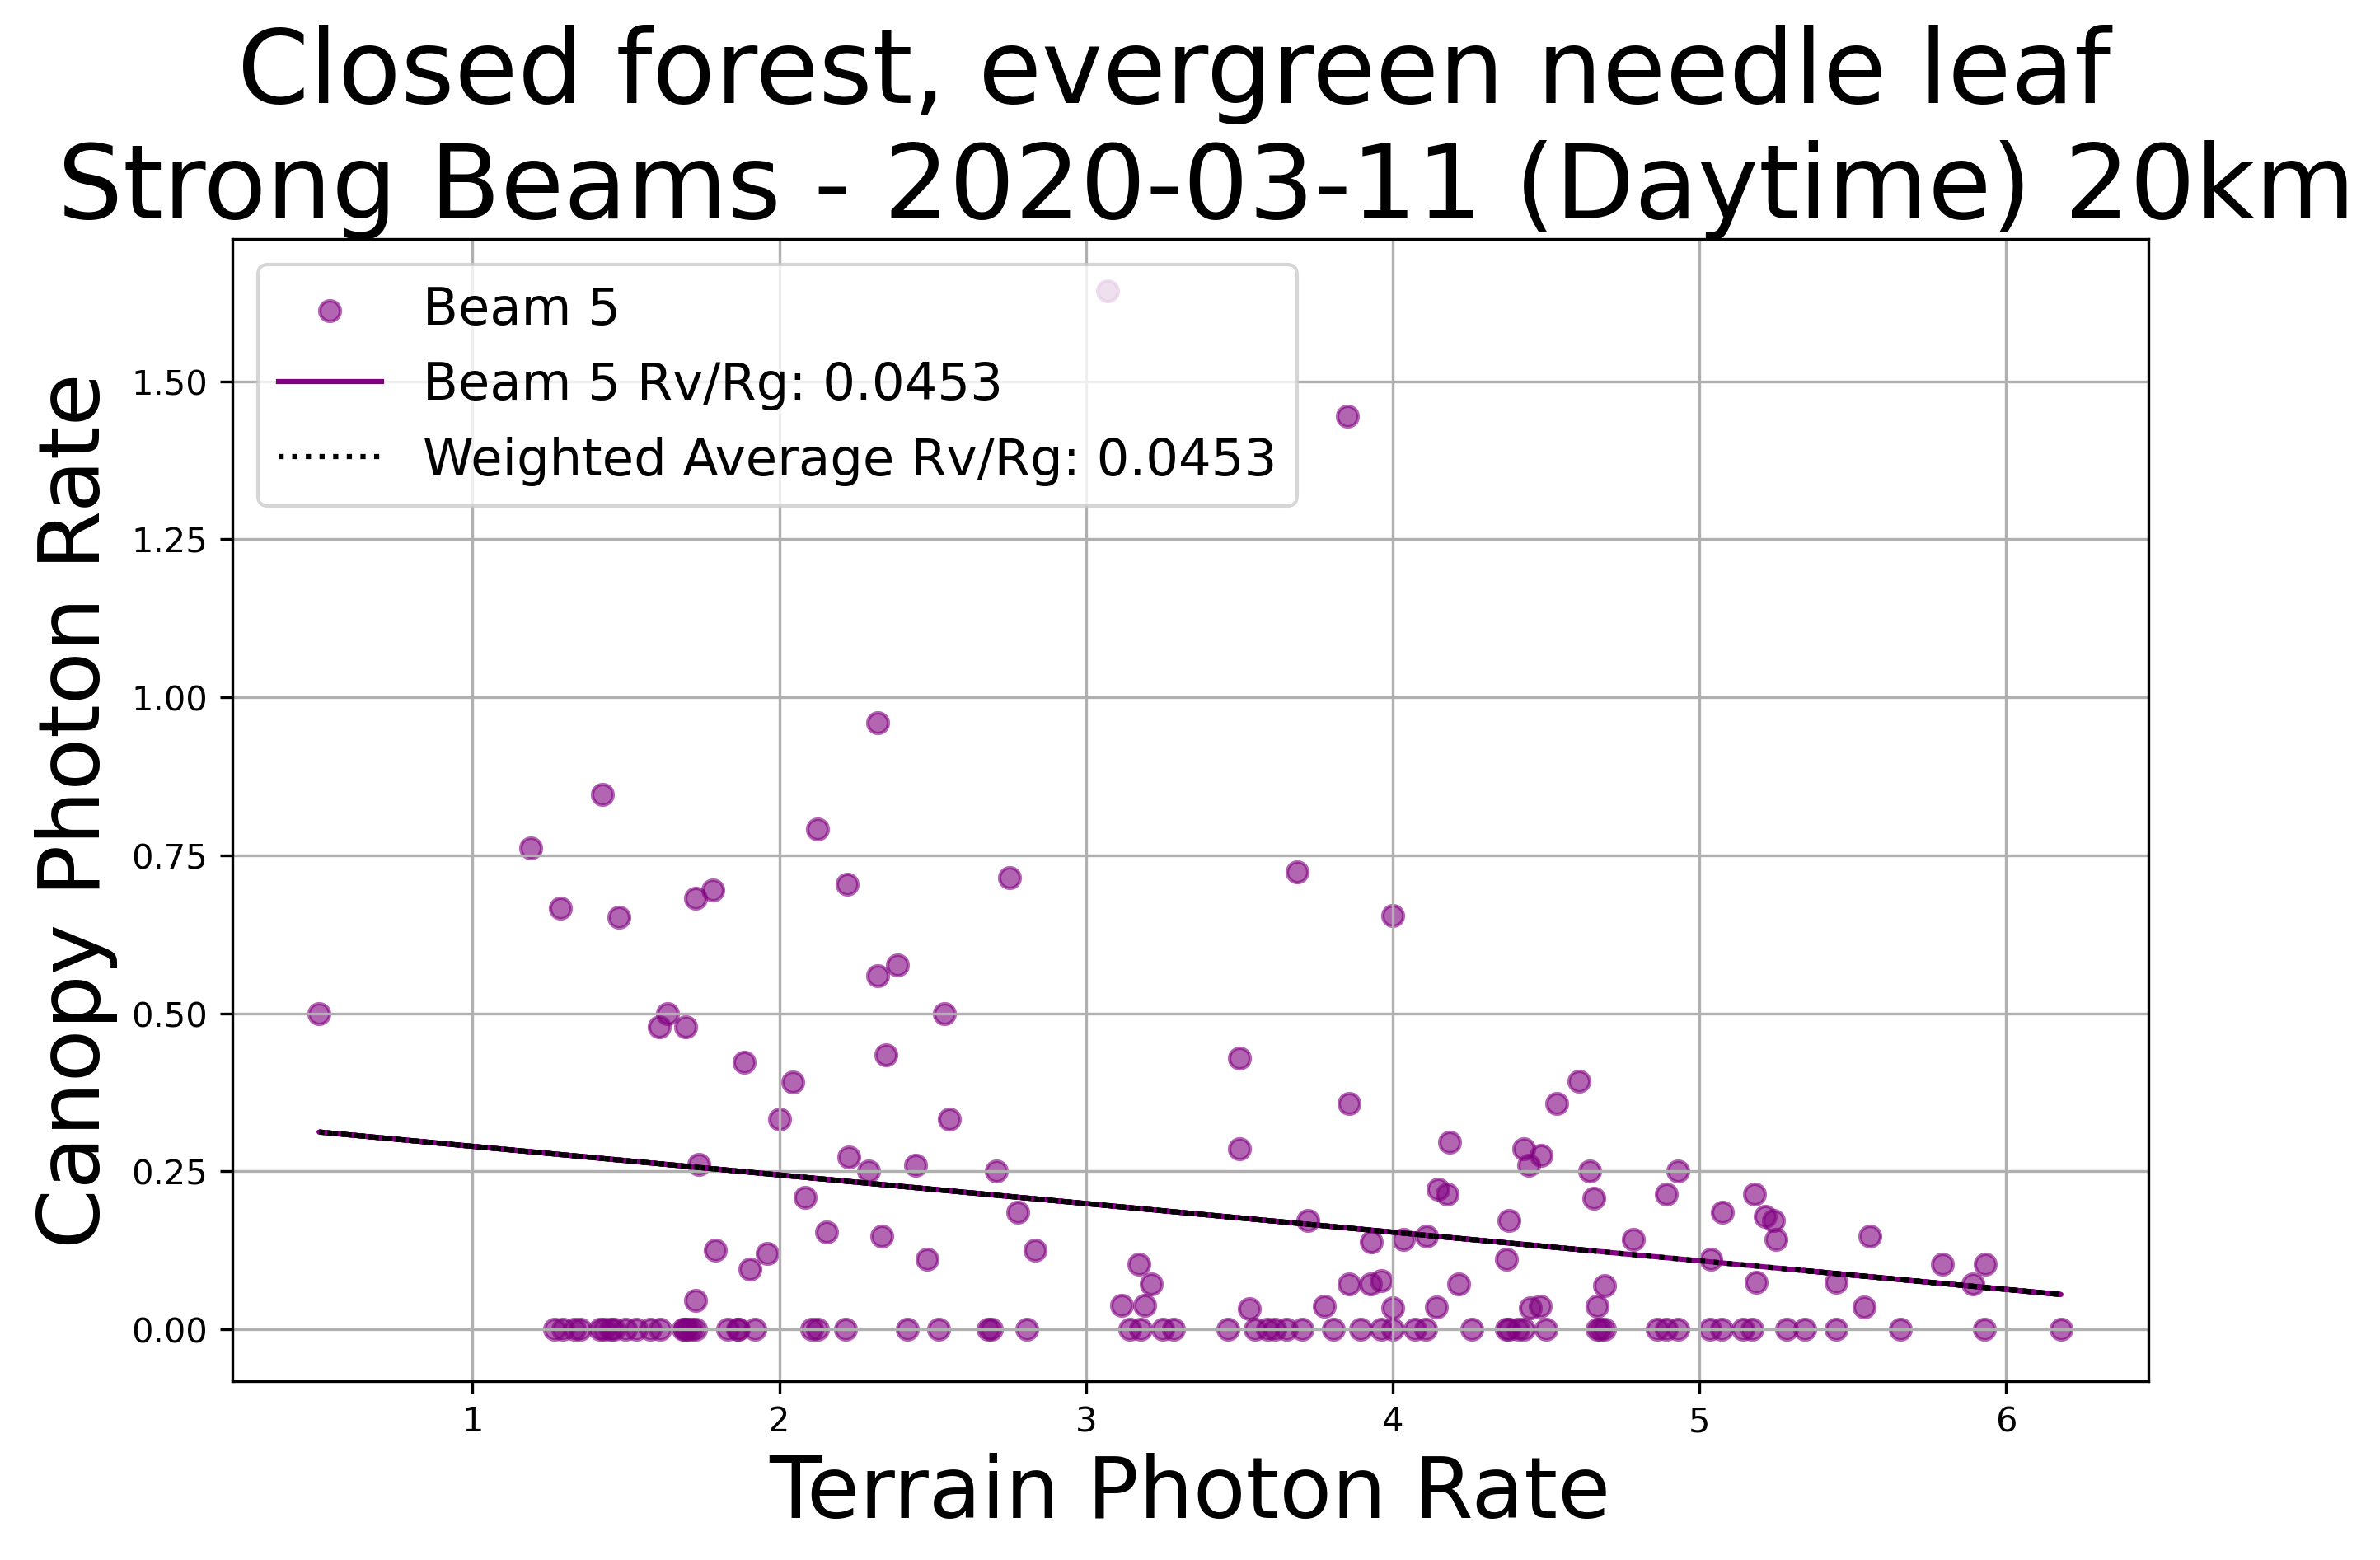 Closed forest, evergreen needle leaf
Strong Beams - 2020-03-11 (Daytime) 20km
Beam 5
Beam 5 Rv/Rg: 0.0453
Weighted Average Rv/Rg: 0.0453
Canopy Photon Rate
1.50
1.25
1.00
0.75
0.50
0.25
0.00
1 2 3 4 5 6
Terrain Photon Rate